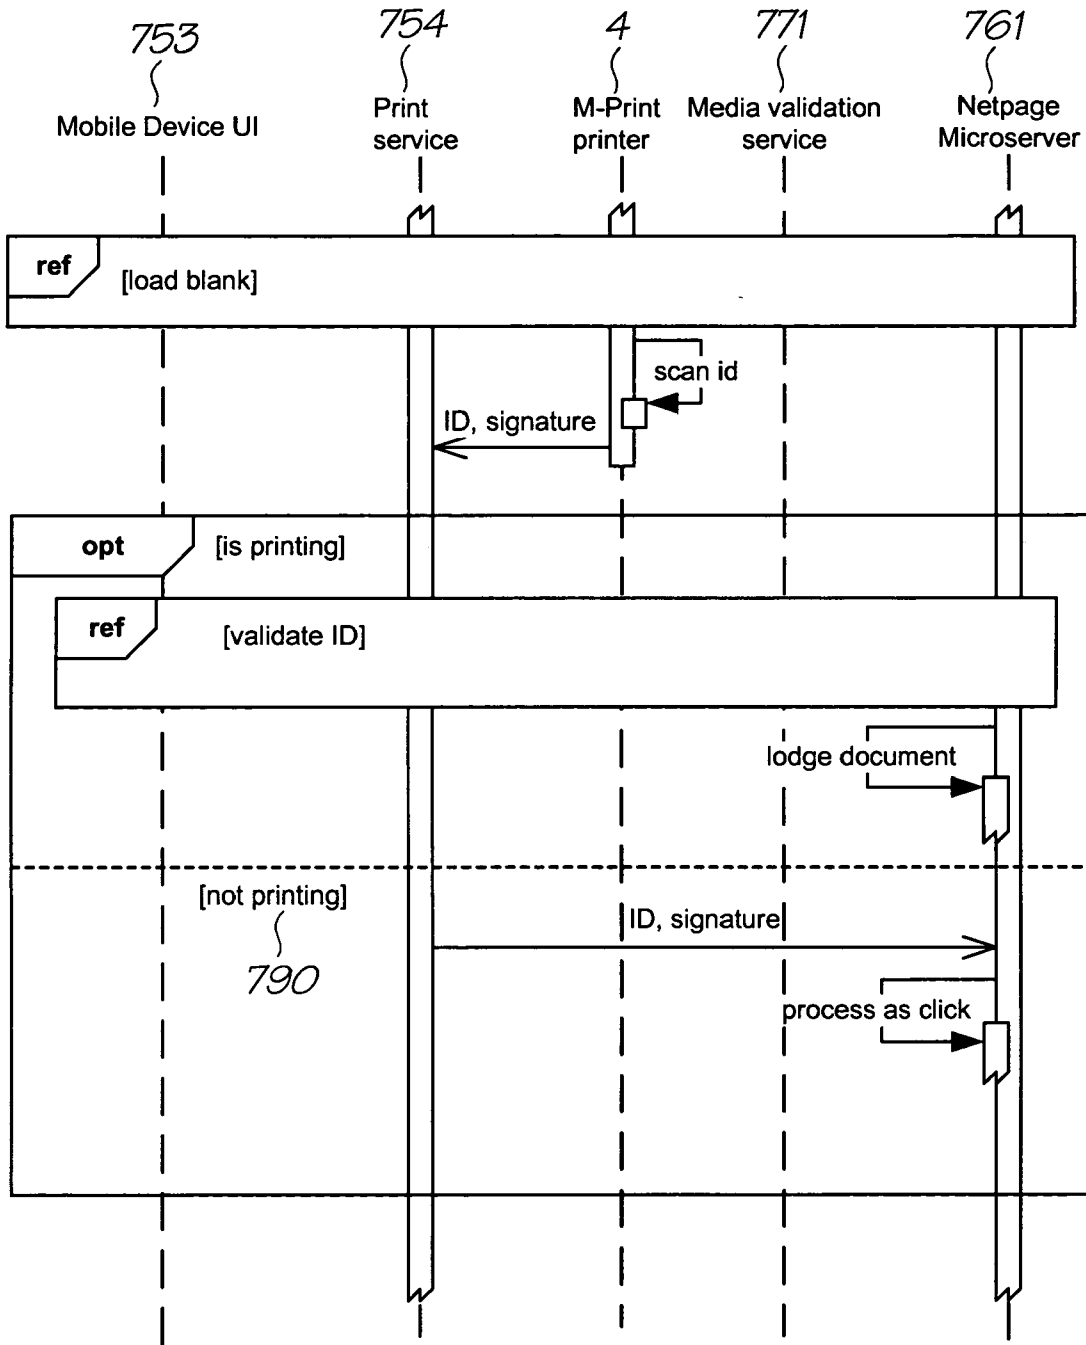 753 754 4 771 761
Mobile Device UI
Print
service
M-Print
printer
Media validation
service
Netpage
Microserver
ref
[load blank]
scan id
ID, signature
opt
[is printing]
ref
[validate ID]
lodge document
[not printing]
790
ID, signature
process as click